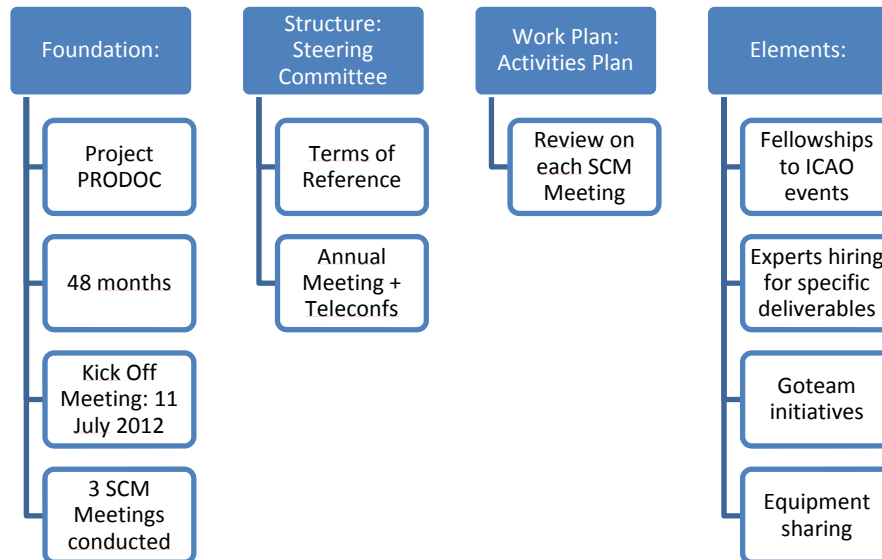 Foundation:
Project
PRODOC
48 months
Kick Off
Meeting: 11
July 2012
3 SCM
Meetings
conducted
Structure:
Steering
Committee
Terms of
Reference
Annual
Meeting +
Teleconfs
Work Plan:
Activities Plan
Review on
each SCM
Meeting
Elements:
Fellowships
to ICAO
events
Experts hiring
for specific
deliverables
Goteam
initiatives
Equipment
sharing